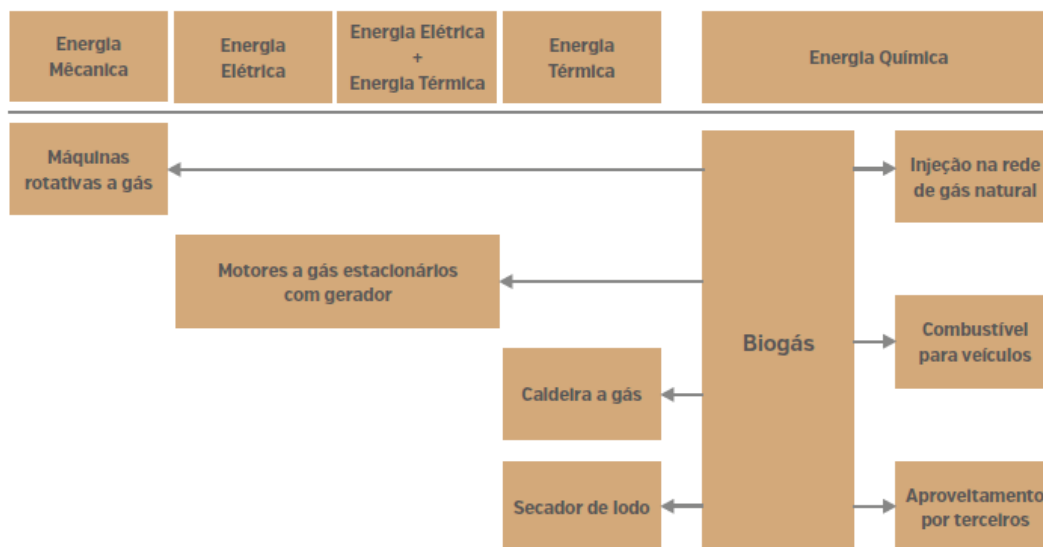 Energia
Mêcanica
Energia
Elétrica
Energia Elétrica
+
Energia Térmica
Energia
Térmica
Energia Química
Máquinas
rotativas a gás
Injeção na rede
de gás natural
Motores a gás estacionários
com gerador
Biogás
Combustível
para veículos
Caldeira a gás
Secador de lodo
Aproveitamento
por terceiros